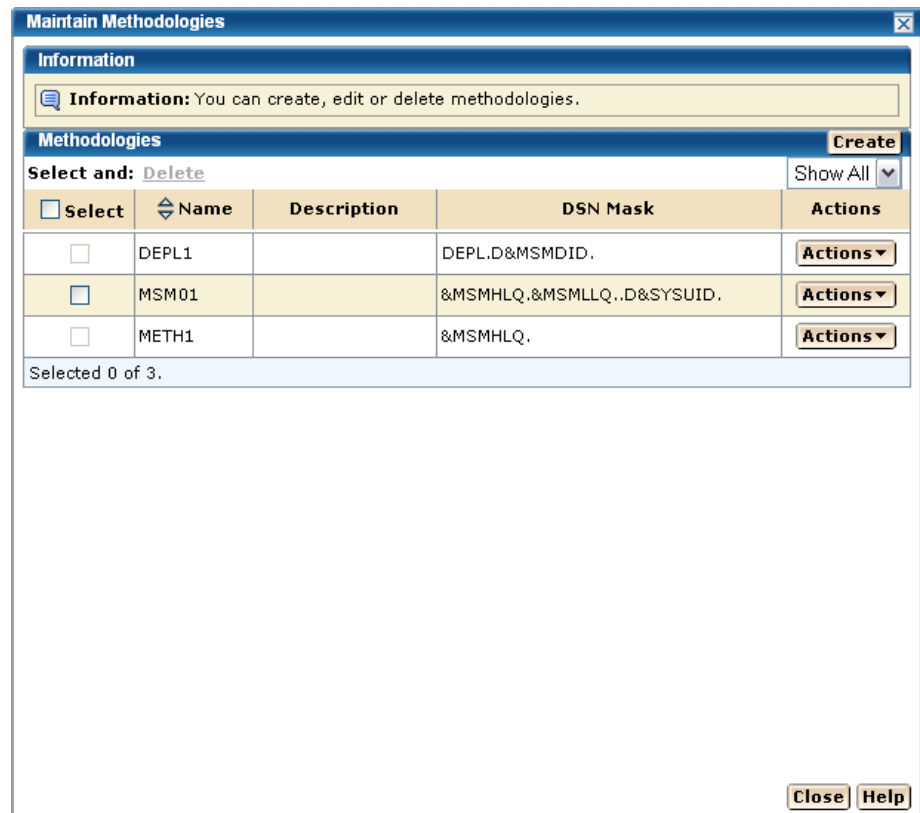 Maintain Methodologies
Information
Information: You can create, edit or delete methodologies.
Methodologies Create
Select and: Delete Show All
Select Name Description DSN Mask Actions
DEPL1 DEPL.D&MSMDID. Actions
MSM01 &MSMHLQ.&MSMLLQ..D&SYSUID. Actions
METH1 &MSMHLQ. Actions
Selected 0 of 3.
Close Help